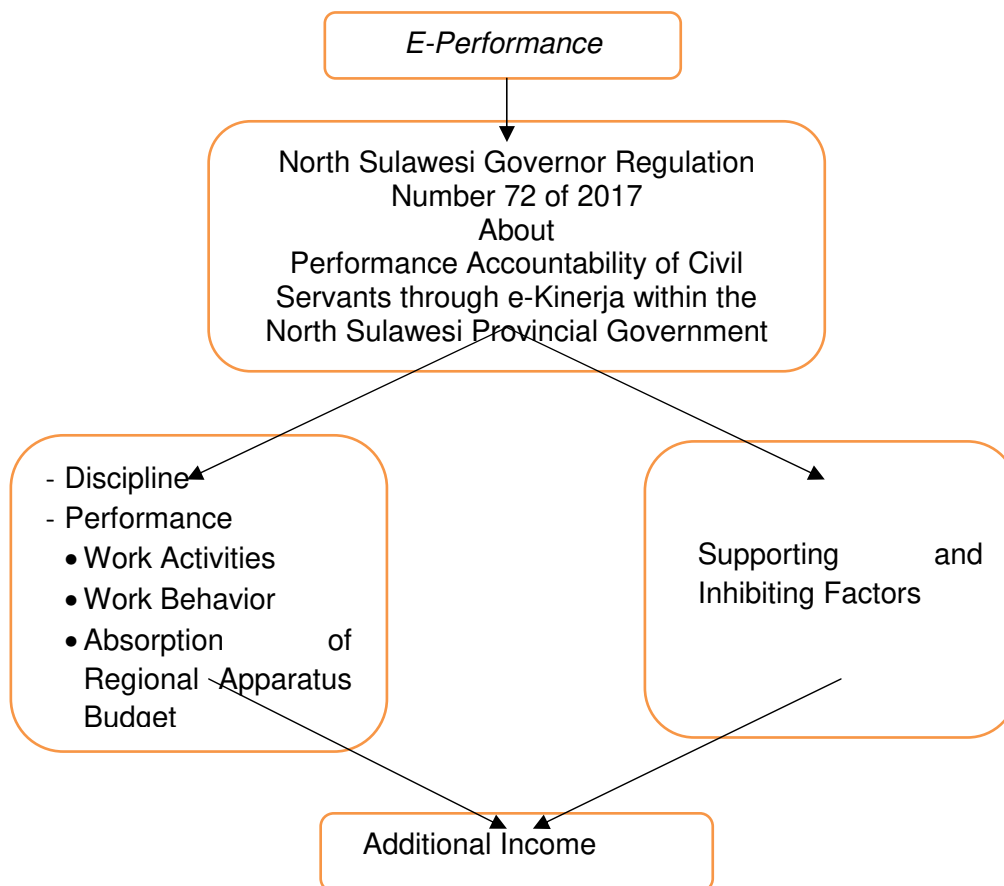 E-Performance
North Sulawesi Governor Regulation
Number 72 of 2017
About
Performance Accountability of Civil
Servants through e-Kinerja within the
North Sulawesi Provincial Government
- Discipline
- Performance
• Work Activities
• Work Behavior
• Absorption of
Regional Apparatus
Budget
Supporting and
Inhibiting Factors
Additional Income